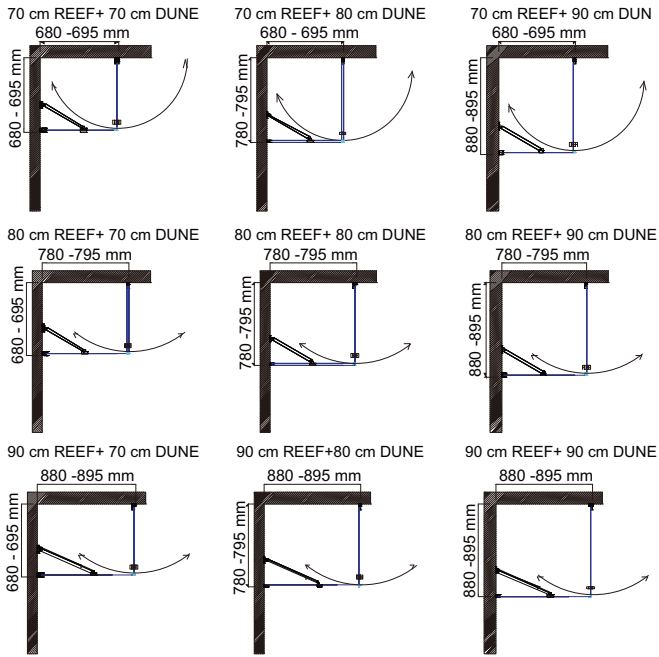 70 cm REEF+ 70 cm DUNE
680 -695 mm
680 - 695 mm
70 cm REEF+ 80 cm DUNE
680 - 695 mm
780 -795 mm
70 cm REEF+ 90 cm DUN
680 -695 mm
880 -895 mm
80 cm REEF+ 70 cm DUNE
780 -795 mm
680 - 695 mm
80 cm REEF+ 80 cm DUNE
780 -795 mm
780 -795 mm
80 cm REEF+ 90 cm DUNE
780 -795 mm
880 -895 mm
90 cm REEF+ 70 cm DUNE
880 -895 mm
680 - 695 mm
90 cm REEF+80 cm DUNE
880 -895 mm
780 -795 mm
90 cm REEF+ 90 cm DUNE
880 -895 mm
880 -895 mm